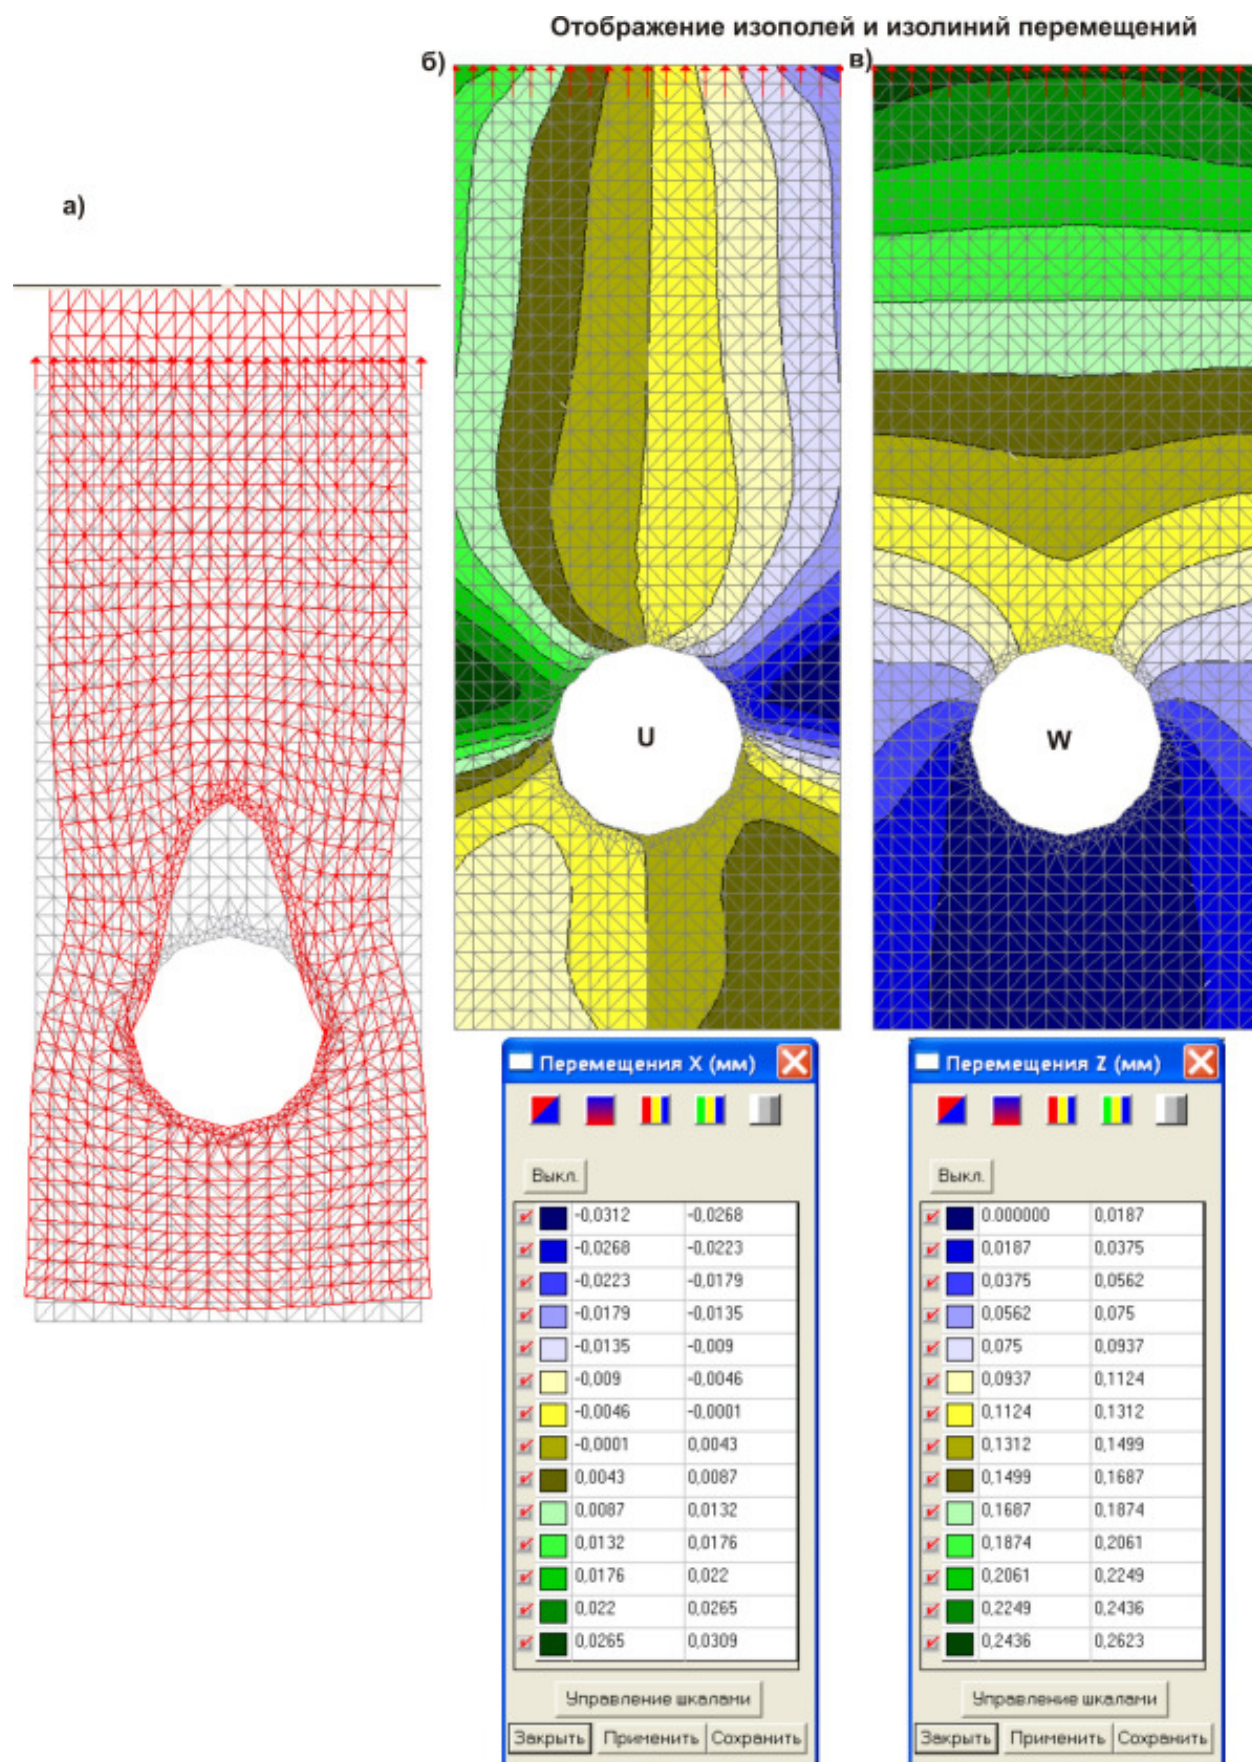 Отображение изополей и изолиний перемещений
б)
в)
а)
U
W
Перемещения X (мм)
Выкл.
-0,0312 -0,0268
-0,0268 -0,0223
-0,0223 -0,0179
-0,0179 -0,0135
-0,0135 -0,009
-0,009 -0,0046
-0,0046 -0,0001
-0,0001 0,0043
0,0043 0,0087
0,0087 0,0132
0,0132 0,0176
0,0176 0,022
0,022 0,0265
0,0265 0,0309
Управление шкалами
Закрыть Применить Сохранить
Перемещения Z (мм)
Выкл.
0.000000 0,0187
0,0187 0,0375
0,0375 0,0562
0,0562 0,075
0,075 0,0937
0,0937 0,1124
0,1124 0,1312
0,1312 0,1499
0,1499 0,1687
0,1687 0,1874
0,1874 0,2061
0,2061 0,2249
0,2249 0,2436
0,2436 0,2623
Управление шкалами
Закрыть Применить Сохранить